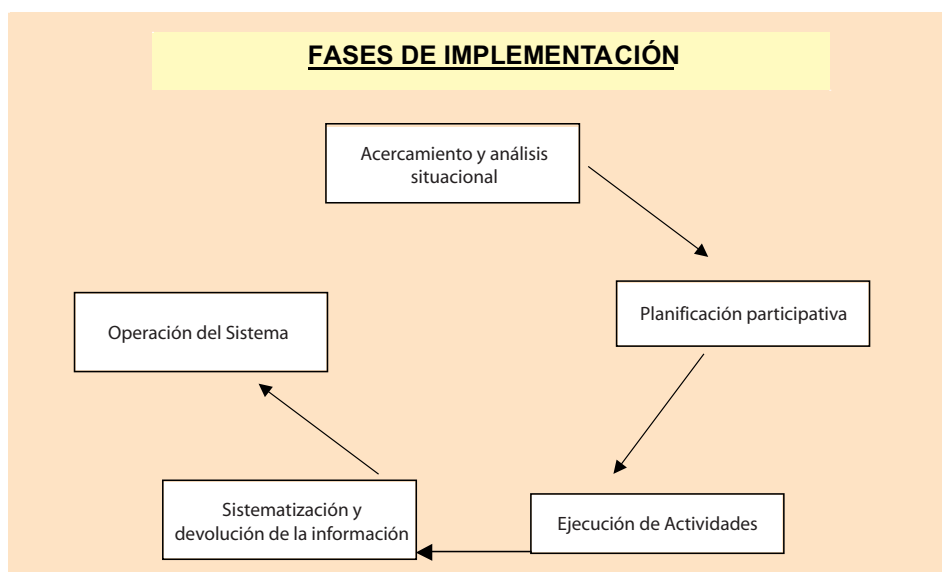 FASES DE IMPLEMENTACIÓN
Acercamiento y análisis
situacional
Planificación participativa
Ejecución de Actividades
Sistematización y
devolución de la información
Operación del Sistema